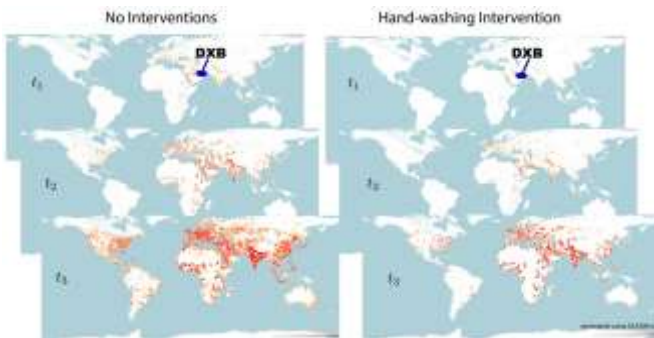 No Interventions
Hand-washing Intervention
DXB
DXB
t₁
t₁
t₂
t₂
t₃
t₃